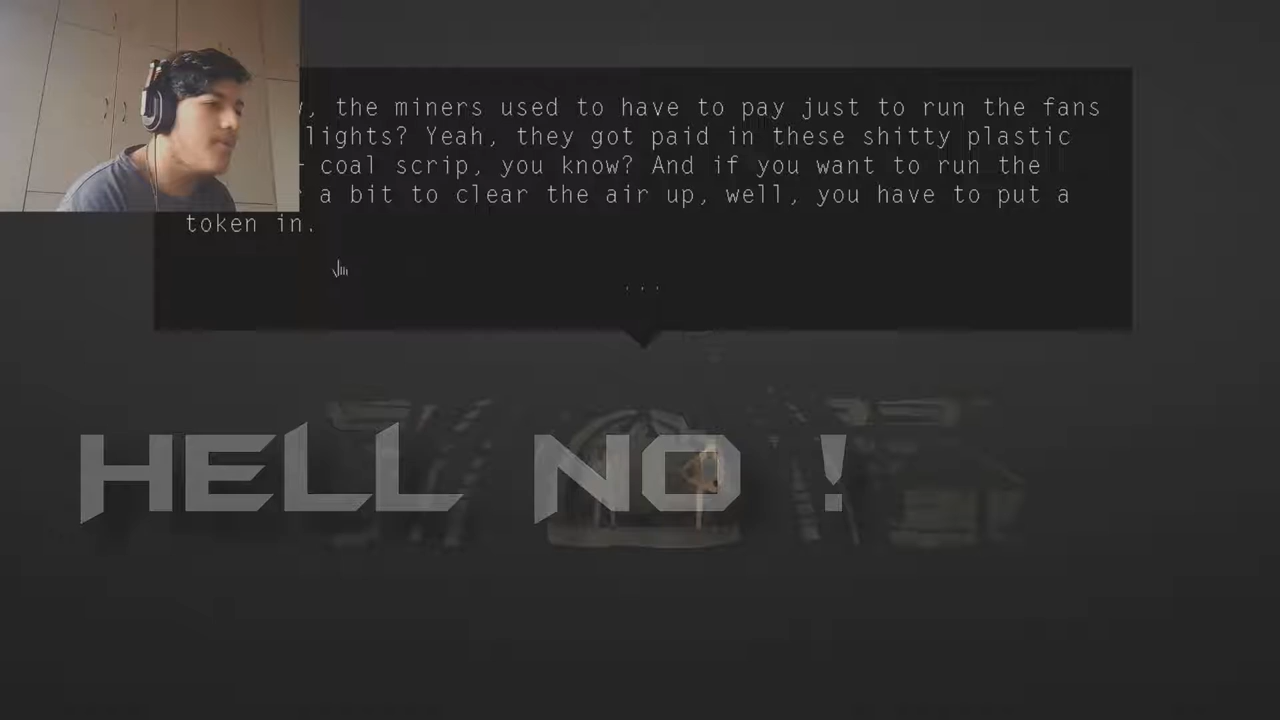 , the miners used to have to pay just to run the fans
lights? Yeah, they got paid in these shitty plastic
coal scrip, you know? And if you want to run the
a bit to clear the air up, well, you have to put a
token in.
...
HELL NO !